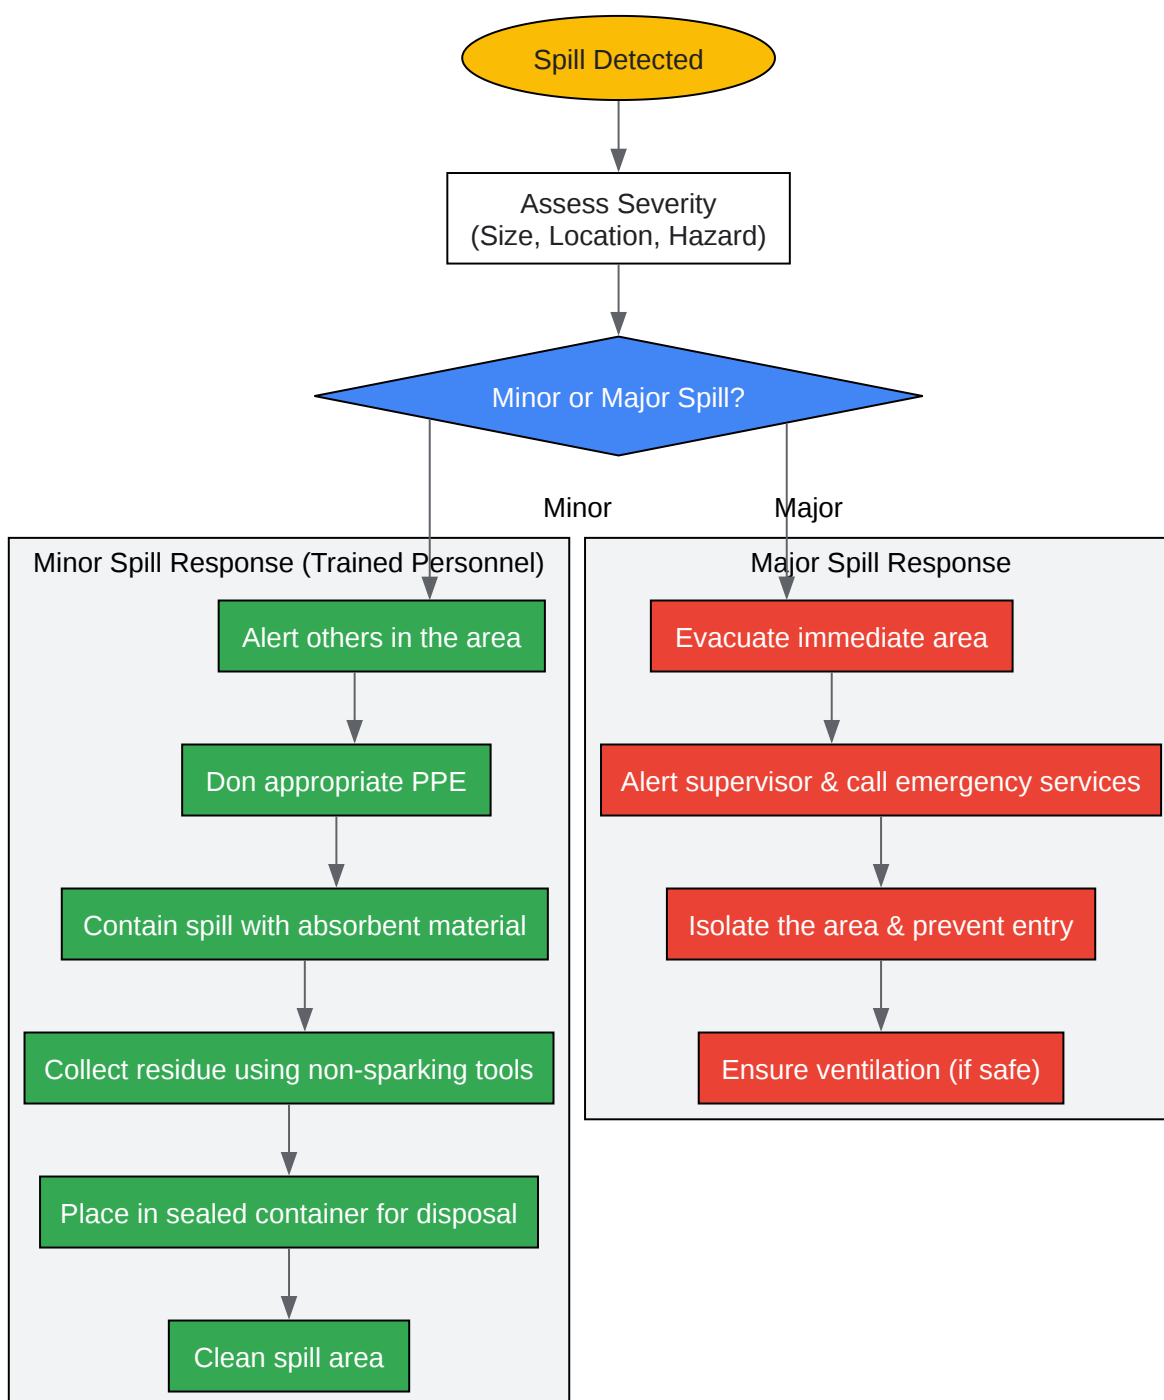 Spill Detected
Assess Severity
(Size, Location, Hazard)
Minor or Major Spill?
Minor
Major
Minor Spill Response (Trained Personnel)
Alert others in the area
Don appropriate PPE
Contain spill with absorbent material
Collect residue using non-sparking tools
Place in sealed container for disposal
Clean spill area
Major Spill Response
Evacuate immediate area
Alert supervisor & call emergency services
Isolate the area & prevent entry
Ensure ventilation (if safe)